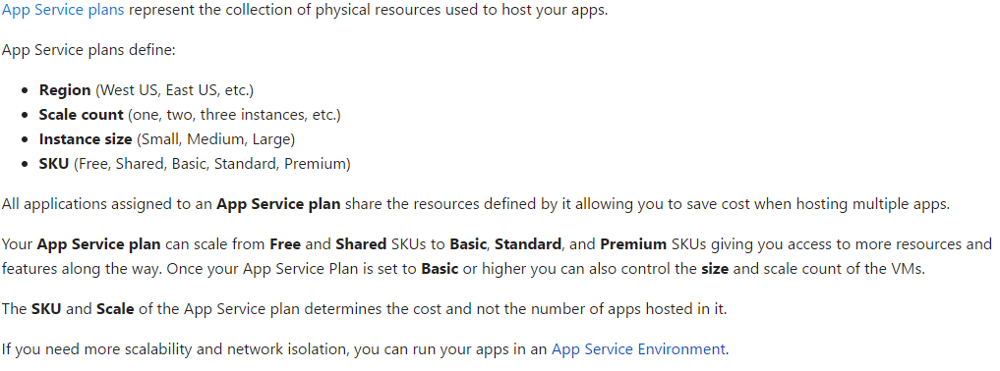 App Service plans represent the collection of physical resources used to host your apps.
App Service plans define:
• Region (West US, East US, etc.)
• Scale count (one, two, three instances, etc.)
• Instance size (Small, Medium, Large)
• SKU (Free, Shared, Basic, Standard, Premium)
All applications assigned to an App Service plan share the resources defined by it allowing you to save cost when hosting multiple apps.
Your App Service plan can scale from Free and Shared SKUs to Basic, Standard, and Premium SKUs giving you access to more resources and
features along the way. Once your App Service Plan is set to Basic or higher you can also control the size and scale count of the VMs.
The SKU and Scale of the App Service plan determines the cost and not the number of apps hosted in it.
If you need more scalability and network isolation, you can run your apps in an App Service Environment.